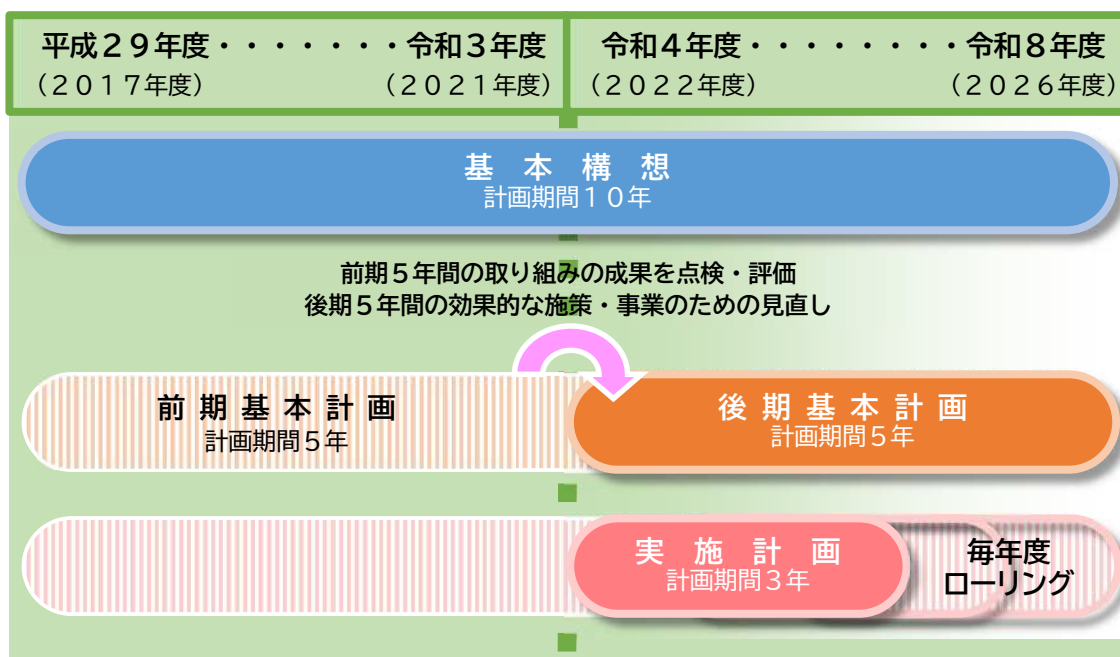 平成２９年度・・・・・・・令和３年度
（２０１７年度）　（２０２１年度）
令和４年度・・・・・・・・令和８年度
（２０２２年度）　（２０２６年度）
基 本 構 想
計画期間１０年
前期５年間の取り組みの成果を点検・評価
後期５年間の効果的な施策・事業のための見直し
前 期 基 本 計 画
計画期間５年
後 期 基 本 計 画
計画期間５年
実 施 計 画
計画期間３年
毎年度
ローリング